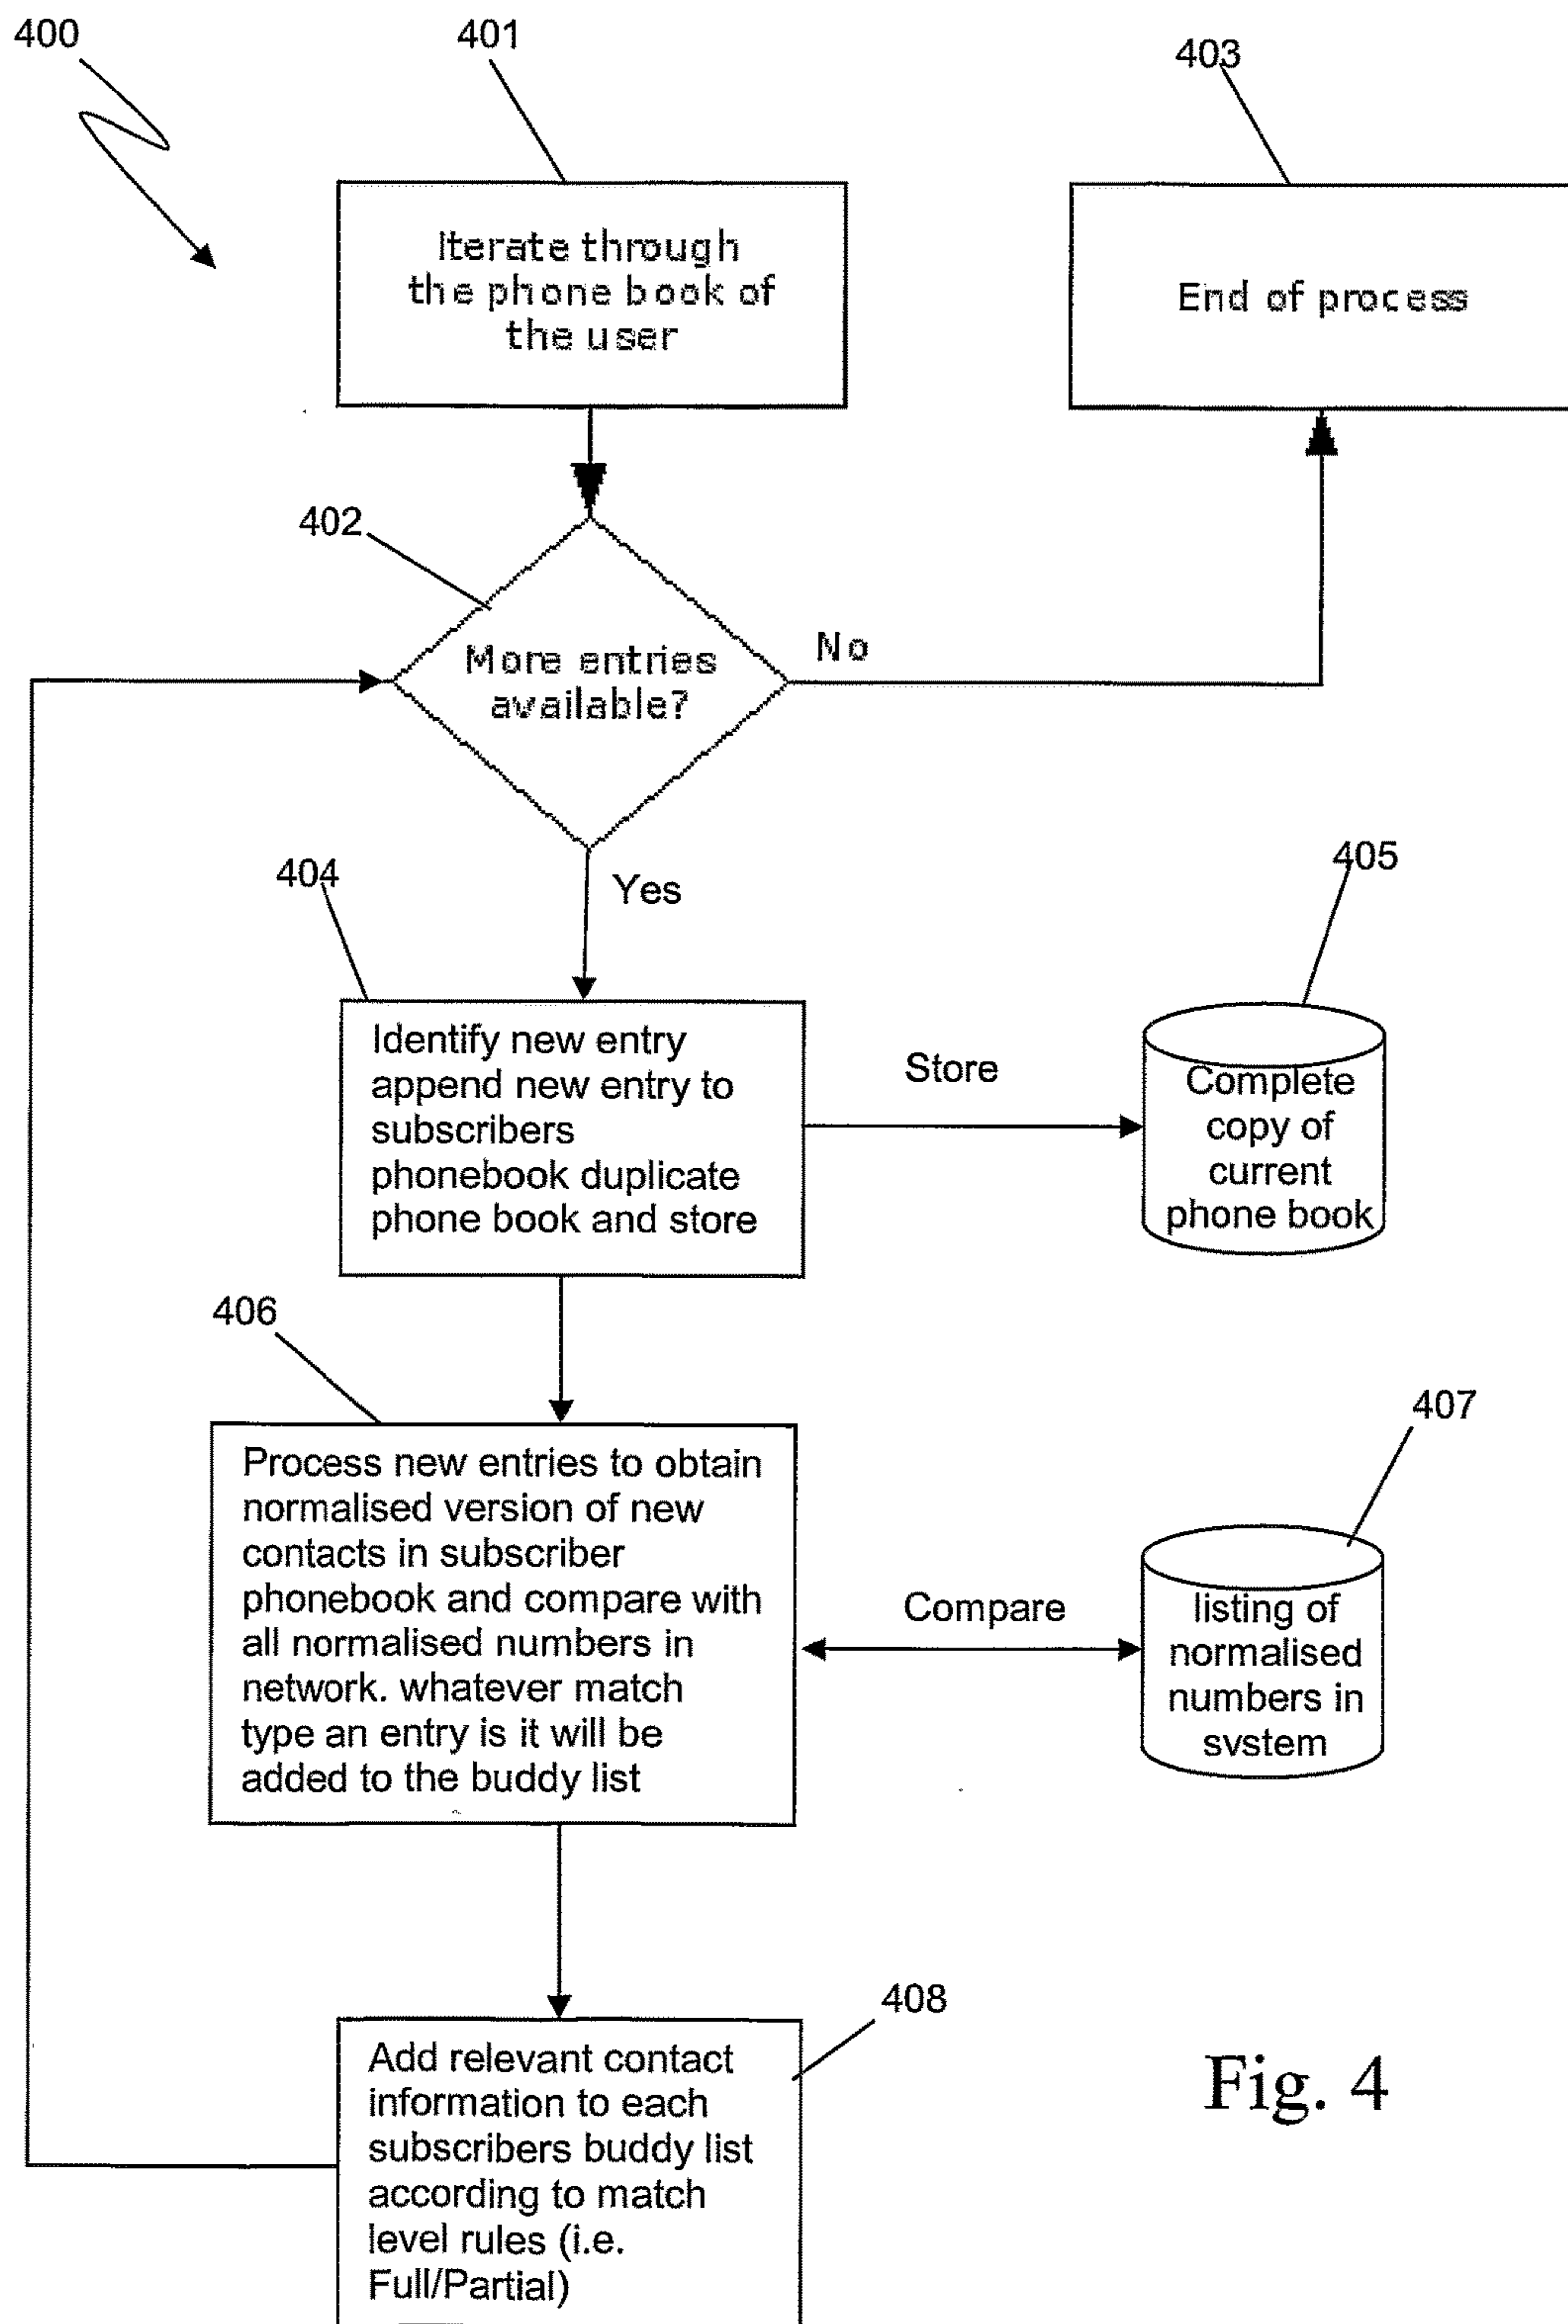 400
401
403
Iterate through
the phone book of
the user
End of process
402
More entries
available?
No
Yes
404
405
Identify new entry
append new entry to
subscribers
phonebook duplicate
phone book and store
Store
Complete
copy of
current
phone book
406
407
Process new entries to obtain
normalised version of new
contacts in subscriber
phonebook and compare with
all normalised numbers in
network. whatever match
type an entry is it will be
added to the buddy list
Compare
listing of
normalised
numbers in
system
408
Add relevant contact
information to each
subscribers buddy list
according to match
level rules (i.e.
Full/Partial)
Fig. 4